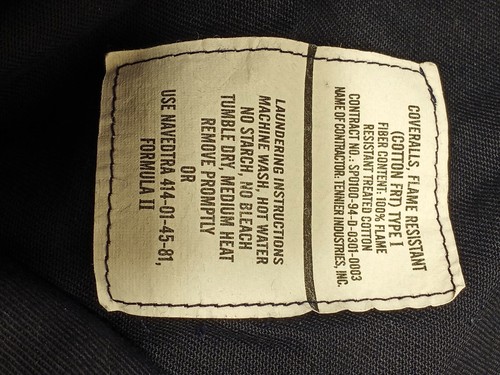 COVERALLS, FLAME RESISTANT
(COTTON FRT) TYPE I
FIBER CONTENT: 100% FLAME
RESISTANT TREATED COTTON
CONTRACT NO.: SPO100-94-D-0301-0003
NAME OF CONTRACTOR: TENNIER INDUSTRIES, INC.
LAUNDERING INSTRUCTIONS
MACHINE WASH, HOT WATER
NO STARCH, NO BLEACH
TUMBLE DRY, MEDIUM HEAT
REMOVE PROMPTLY
OR
USE NAVEDTRA 414-01-45-81,
FORMULA II